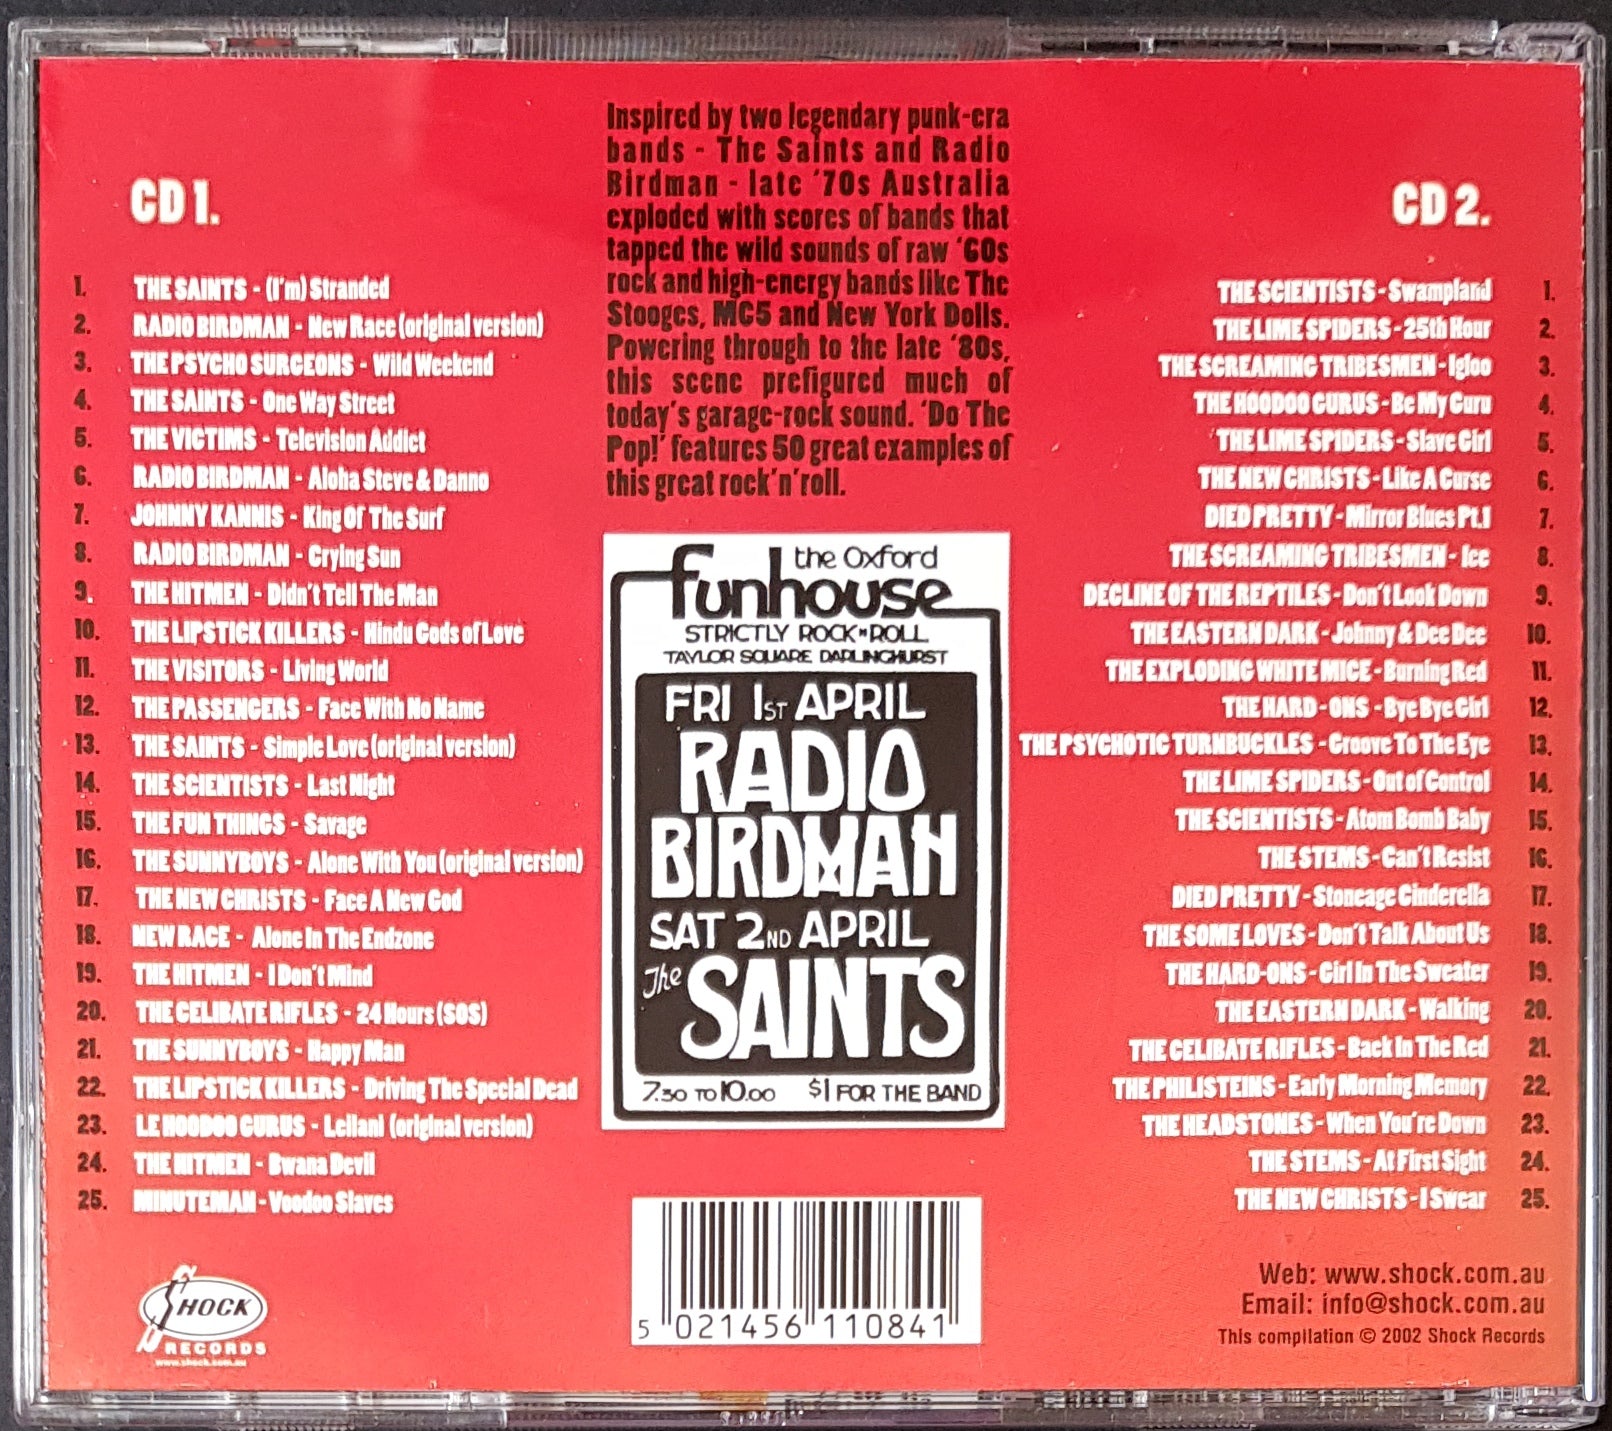 CD 1.
1. THE SAINTS - (I'm) Stranded
2. RADIO BIRDMAN - New Race (original version)
3. THE PSYCHO SURGEONS - Wild Weekend
4. THE SAINTS - One Way Street
5. THE VICTIMS - Television Addict
6. RADIO BIRDMAN - Aloha Steve & Danno
7. JOHNNY KANNIS - King Of The Surf
8. RADIO BIRDMAN - Crying Sun
9. THE HITMEN - Didn't Tell The Man
10. THE LIPSTICK KILLERS - Hindu Gods of Love
11. THE VISITORS - Living World
12. THE PASSENGERS - Face With No Name
13. THE SAINTS - Simple Love (original version)
14. THE SCIENTISTS - Last Night
15. THE FUN THINGS - Savage
16. THE SUNNYBOYS - Alone With You (original version)
17. THE NEW CHRISTS - Face A New God
18. NEW RACE - Alone In The Endzone
19. THE HITMEN - I Don't Mind
20. THE CELIBATE RIFLES - 24 Hours (SOS)
21. THE SUNNYBOYS - Happy Man
22. THE LIPSTICK KILLERS - Driving The Special Dead
23. LE HOODOO GURUS - Leilani (original version)
24. THE HITMEN - Bwana Devil
25. MINUTEMAN - Voodoo Slaves
SHOCK
RECORDS
www.shock.com.au
Inspired by two legendary punk-era
bands - The Saints and Radio
Birdman - late '70s Australia
exploded with scores of bands that
tapped the wild sounds of raw '60s
rock and high-energy bands like The
Stooges, MC5 and New York Dolls.
Powering through to the late '80s,
this scene prefigured much of
today's garage-rock sound. 'Do The
Pop!' features 50 great examples of
this great rock'n'roll.
the Oxford
funhouse
STRICTLY ROCK N ROLL
TAYLOR SQUARE DARLINGHURST
FRI 1ST APRIL
RADIO
BIRDMAN
SAT 2ND APRIL
The SAINTS
7.30 TO 10.00 $1 FOR THE BAND
5 021456 110841
CD 2.
THE SCIENTISTS - Swampland 1.
THE LIME SPIDERS - 25th Hour 2.
THE SCREAMING TRIBESMEN - Igloo 3.
THE HOODOO GURUS - Be My Guru 4.
THE LIME SPIDERS - Slave Girl 5.
THE NEW CHRISTS - Like A Curse 6.
DIED PRETTY - Mirror Blues Pt.1 7.
THE SCREAMING TRIBESMEN - Ice 8.
DECLINE OF THE REPTILES - Don't Look Down 9.
THE EASTERN DARK - Johnny & Dee Dee 10.
THE EXPLODING WHITE MICE - Burning Red 11.
THE HARD-ONS - Bye Bye Girl 12.
THE PSYCHOTIC TURNBUCKLES - Groove To The Eye 13.
THE LIME SPIDERS - Out of Control 14.
THE SCIENTISTS - Atom Bomb Baby 15.
THE STEMS - Can't Resist 16.
DIED PRETTY - Stoneage Cinderella 17.
THE SOME LOVES - Don't Talk About Us 18.
THE HARD-ONS - Girl In The Sweater 19.
THE EASTERN DARK - Walking 20.
THE CELIBATE RIFLES - Back In The Red 21.
THE PHILISTEINS - Early Morning Memory 22.
THE HEADSTONES - When You're Down 23.
THE STEMS - At First Sight 24.
THE NEW CHRISTS - I Swear 25.
Web: www.shock.com.au
Email: info@shock.com.au
This compilation © 2002 Shock Records